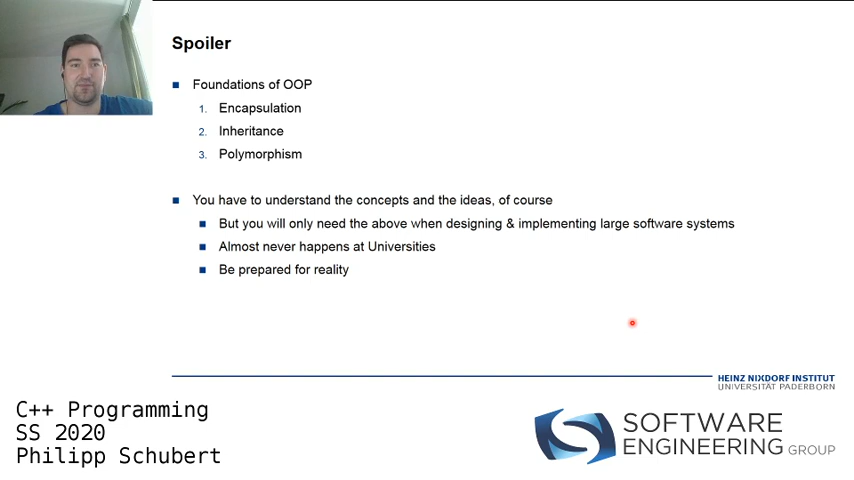 Spoiler
Foundations of OOP
1. Encapsulation
2. Inheritance
3. Polymorphism
You have to understand the concepts and the ideas, of course
But you will only need the above when designing & implementing large software systems
Almost never happens at Universities
Be prepared for reality
HEINZ NIXDORF INSTITUT
UNIVERSITÄT PADERBORN
C++ Programming
SS 2020
Philipp Schubert
SOFTWARE
ENGINEERING GROUP